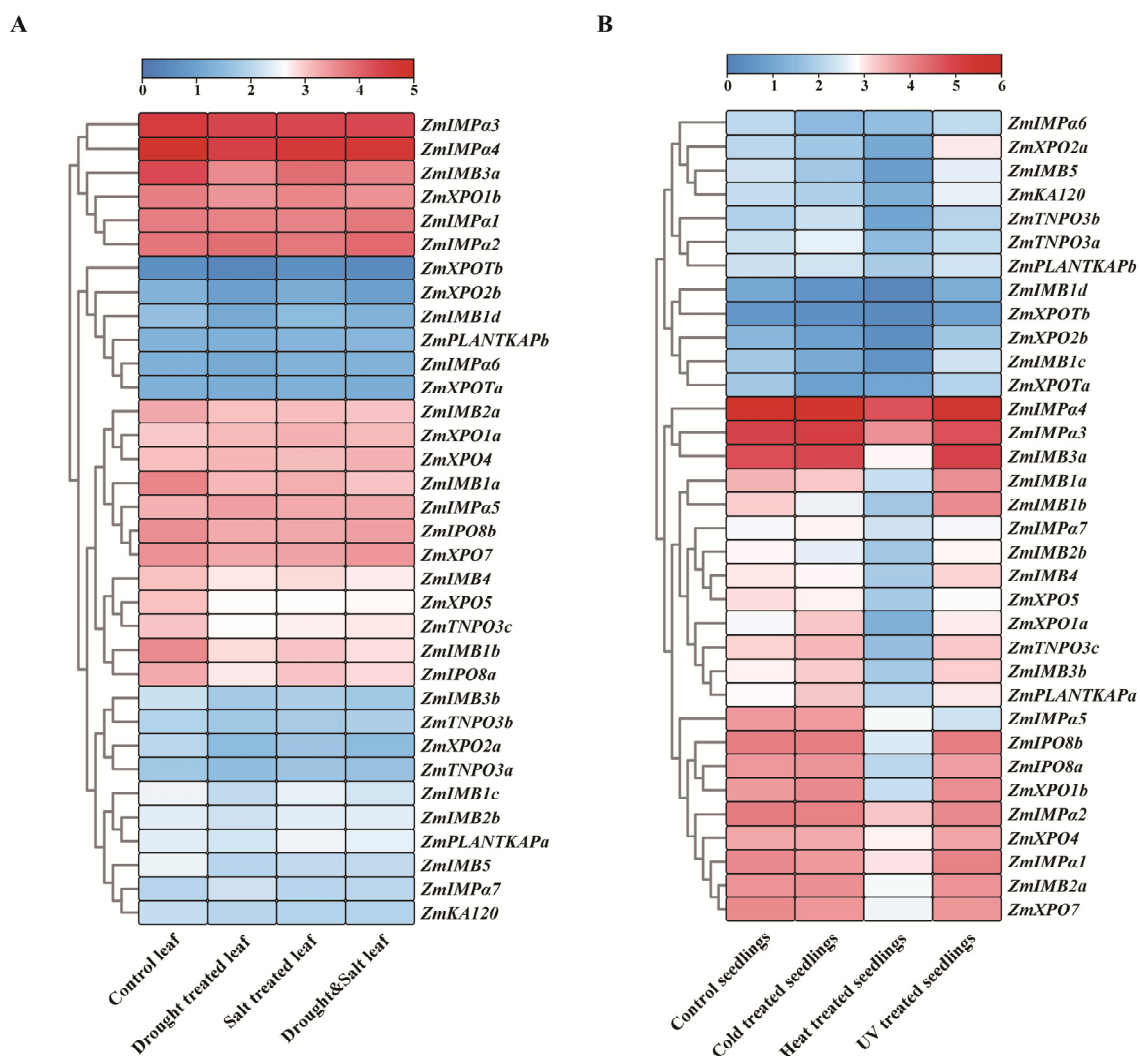 A
0 1 2 3 4 5
ZmIMPα3
ZmIMPα4
ZmIMB3a
ZmXPO1b
ZmIMPα1
ZmIMPα2
ZmXPOTb
ZmXPO2b
ZmIMB1d
ZmPLANTKAPb
ZmIMPα6
ZmXPOTa
ZmIMB2a
ZmXPO1a
ZmXPO4
ZmIMB1a
ZmIMPα5
ZmIPO8b
ZmXPO7
ZmIMB4
ZmXPO5
ZmTNPO3c
ZmIMB1b
ZmIPO8a
ZmIMB3b
ZmTNPO3b
ZmXPO2a
ZmTNPO3a
ZmIMB1c
ZmIMB2b
ZmPLANTKAPa
ZmIMB5
ZmIMPα7
ZmKA120
Control leaf
Drought treated leaf
Salt treated leaf
Drought&Salt leaf
B
0 1 2 3 4 5 6
ZmIMPα6
ZmXPO2a
ZmIMB5
ZmKA120
ZmTNPO3b
ZmTNPO3a
ZmPLANTKAPb
ZmIMB1d
ZmXPOTb
ZmXPO2b
ZmIMB1c
ZmXPOTa
ZmIMPα4
ZmIMPα3
ZmIMB3a
ZmIMB1a
ZmIMB1b
ZmIMPα7
ZmIMB2b
ZmIMB4
ZmXPO5
ZmXPO1a
ZmTNPO3c
ZmIMB3b
ZmPLANTKAPa
ZmIMPα5
ZmIPO8b
ZmIPO8a
ZmXPO1b
ZmIMPα2
ZmXPO4
ZmIMPα1
ZmIMB2a
ZmXPO7
Control seedlings
Cold treated seedlings
Heat treated seedlings
UV treated seedlings